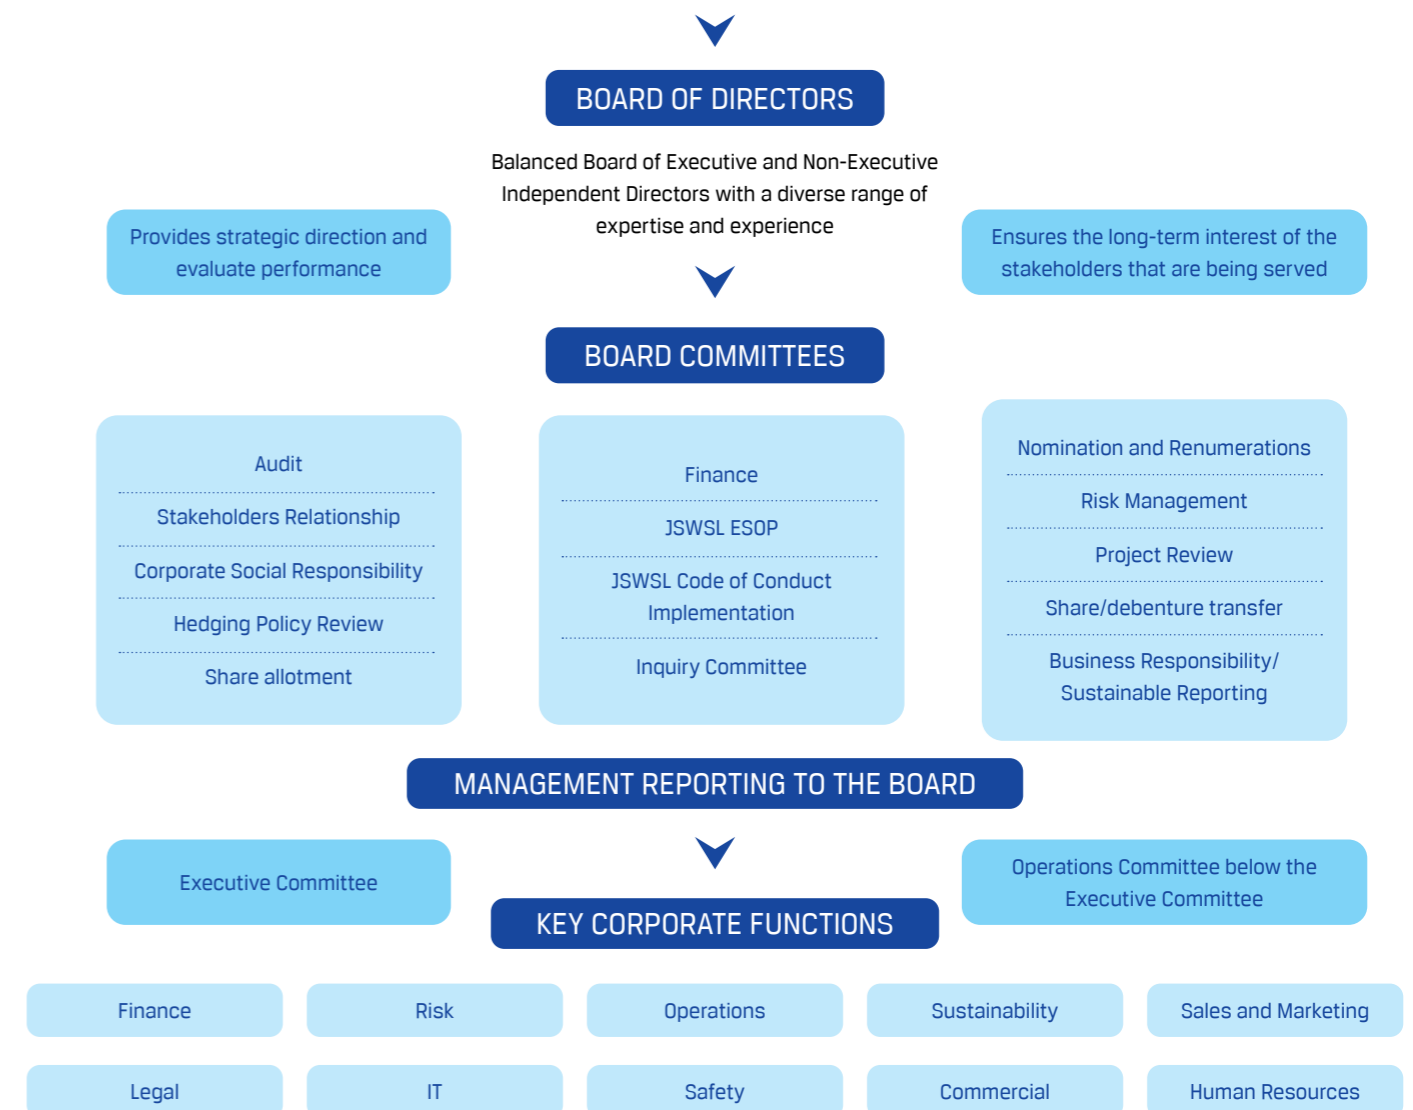 BOARD OF DIRECTORS
Balanced Board of Executive and Non-Executive
Independent Directors with a diverse range of
expertise and experience
Provides strategic direction and
evaluate performance
Ensures the long-term interest of the
stakeholders that are being served
BOARD COMMITTEES
Audit
Stakeholders Relationship
Corporate Social Responsibility
Hedging Policy Review
Share allotment
Finance
JSWSL ESOP
JSWSL Code of Conduct
Implementation
Inquiry Committee
Nomination and Renumerations
Risk Management
Project Review
Share/debenture transfer
Business Responsibility/
Sustainable Reporting
MANAGEMENT REPORTING TO THE BOARD
Executive Committee
Operations Committee below the
Executive Committee
KEY CORPORATE FUNCTIONS
Finance
Risk
Operations
Sustainability
Sales and Marketing
Legal
IT
Safety
Commercial
Human Resources